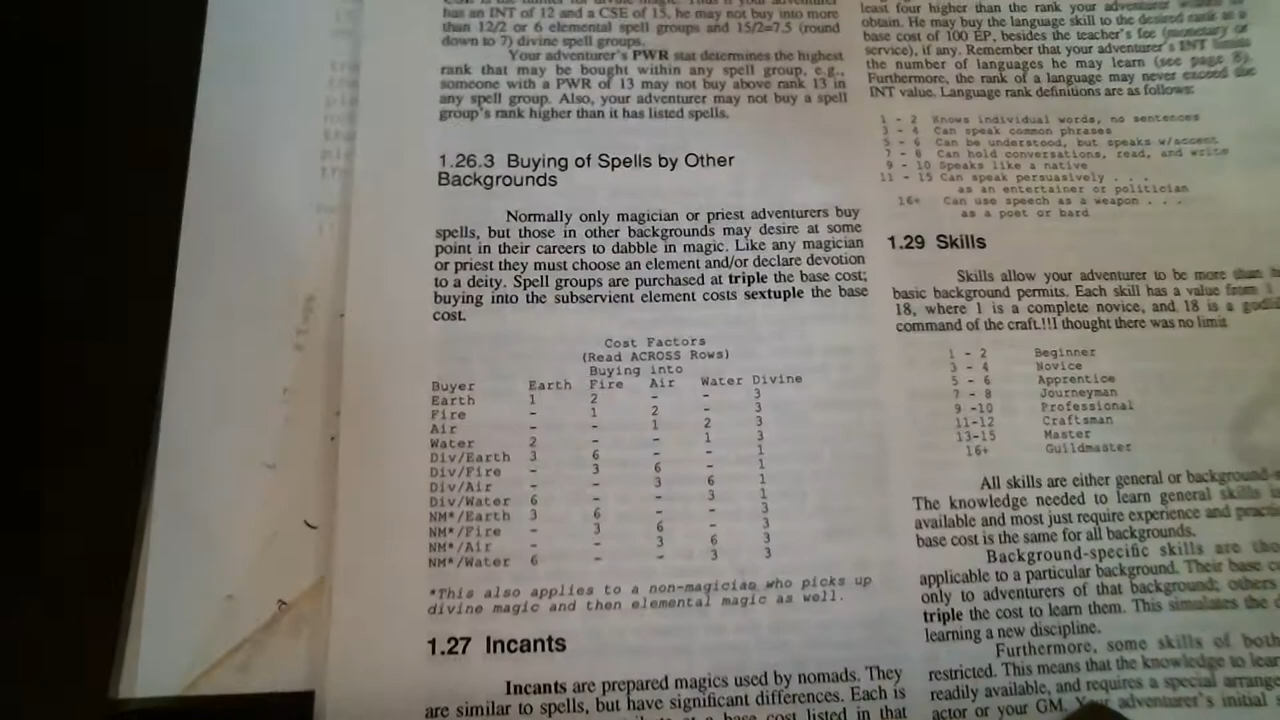 has an INT of 12 and a CSE of 15, he may not buy into more
than 12/2 or 6 elemental spell groups and 15/2=7.5 (round
down to 7) divine spell groups.
Your adventurer's PWR stat determines the highest
rank that may be bought within any spell group, e.g.,
someone with a PWR of 13 may not buy above rank 13 in
any spell group. Also, your adventurer may not buy a spell
group's rank higher than it has listed spells.
1.26.3 Buying of Spells by Other
Backgrounds
Normally only magician or priest adventurers buy
spells, but those in other backgrounds may desire at some
point in their careers to dabble in magic. Like any magician
or priest they must choose an element and/or declare devotion
to a deity. Spell groups are purchased at triple the base cost;
buying into the subservient element costs sextuple the base
cost.
Cost Factors
(Read ACROSS Rows)
Buying into
Buyer Earth Fire Air Water Divine
Earth 1 2 - - 3
Fire - 1 2 - 3
Air - - 1 2 3
Water 2 - - 1 3
Div/Earth 3 6 - - 1
Div/Fire - 3 6 - 1
Div/Air - - 3 6 1
Div/Water 6 - - 3 1
NM*/Earth 3 6 - - 3
NM*/Fire - 3 6 - 3
NM*/Air - - 3 6 3
NM*/Water 6 - - 3 3
*This also applies to a non-magician who picks up
divine magic and then elemental magic as well.
1.27 Incants
Incants are prepared magics used by nomads. They
are similar to spells, but have significant differences. Each is
base cost listed in that
least four higher than the rank your adventurer
obtain. He may buy the language skill to the desired rank at a
base cost of 100 EP, besides the teacher's fee (monetary or
service), if any. Remember that your adventurer's INT limits
the number of languages he may learn (see page 8).
Furthermore, the rank of a language may never exceed the
INT value. Language rank definitions are as follows:
1 - 2 Knows individual words, no sentences
3 - 4 Can speak common phrases
5 - 6 Can be understood, but speaks w/accent
7 - 8 Can hold conversations, read, and write
9 - 10 Speaks like a native
11 - 15 Can speak persuasively . . .
as an entertainer or politician
16+ Can use speech as a weapon . . .
as a poet or bard
1.29 Skills
Skills allow your adventurer to be more than
basic background permits. Each skill has a value from 1
18, where 1 is a complete novice, and 18 is a
command of the craft.!!I thought there was no limit
1 - 2 Beginner
3 - 4 Novice
5 - 6 Apprentice
7 - 8 Journeyman
9 -10 Professional
11-12 Craftsman
13-15 Master
16+ Guildmaster
All skills are either general or
The knowledge needed to learn general skills
available and most just require experience and
base cost is the same for all backgrounds.
Background-specific skills are
applicable to a particular background. Their base
only to adventurers of that background; others
triple the cost to learn them. This simulates the
learning a new discipline.
Furthermore, some skills of both
restricted. This means that the knowledge to learn
readily available, and requires a special
actor or your GM. Your adventurer's initial